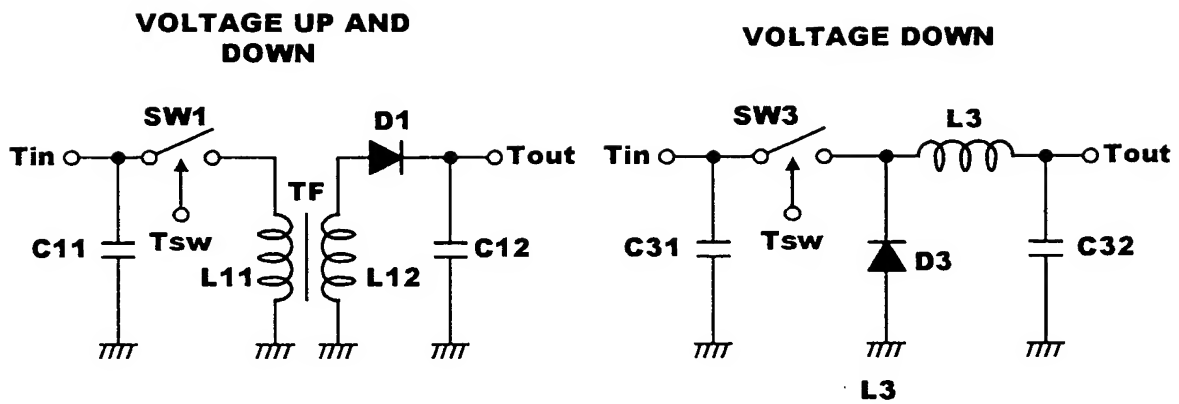 VOLTAGE UP AND
DOWN
SW1
D1
Tin
Tout
TF
Tsw
C11
L11
L12
C12
VOLTAGE DOWN
SW3
L3
Tin
Tout
Tsw
C31
D3
C32
L3